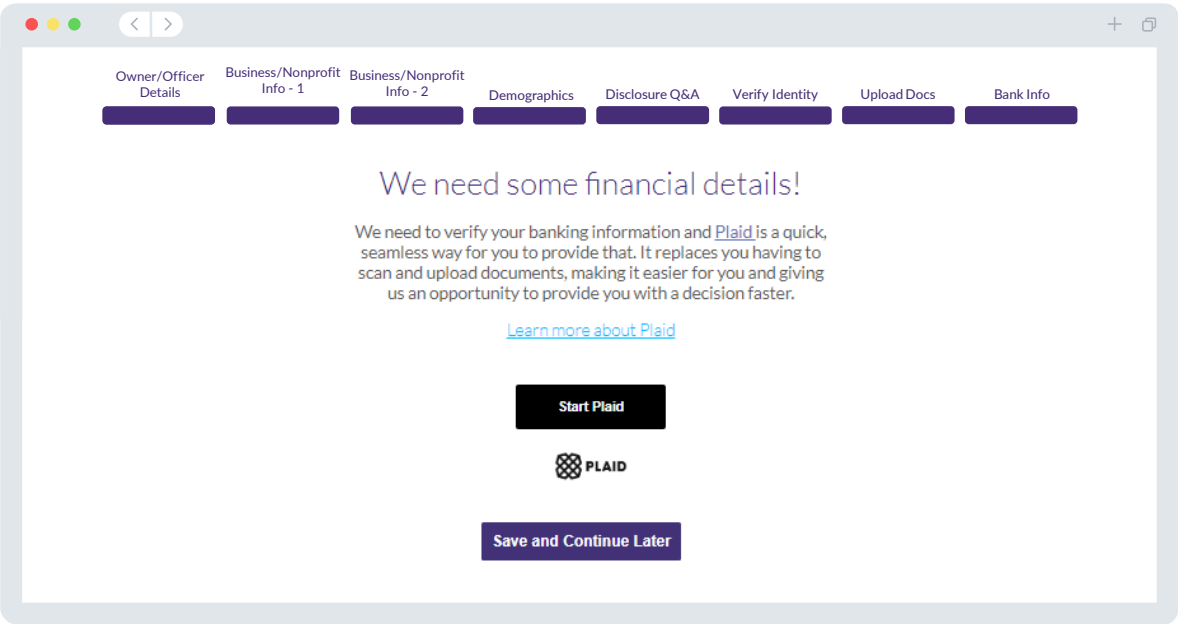 Owner/Officer
Details
Business/Nonprofit
Info - 1
Business/Nonprofit
Info - 2
Demographics
Disclosure Q&A
Verify Identity
Upload Docs
Bank Info
We need some financial details!
We need to verify your banking information and Plaid is a quick,
seamless way for you to provide that. It replaces you having to
scan and upload documents, making it easier for you and giving
us an opportunity to provide you with a decision faster.
Learn more about Plaid
Start Plaid
PLAID
Save and Continue Later